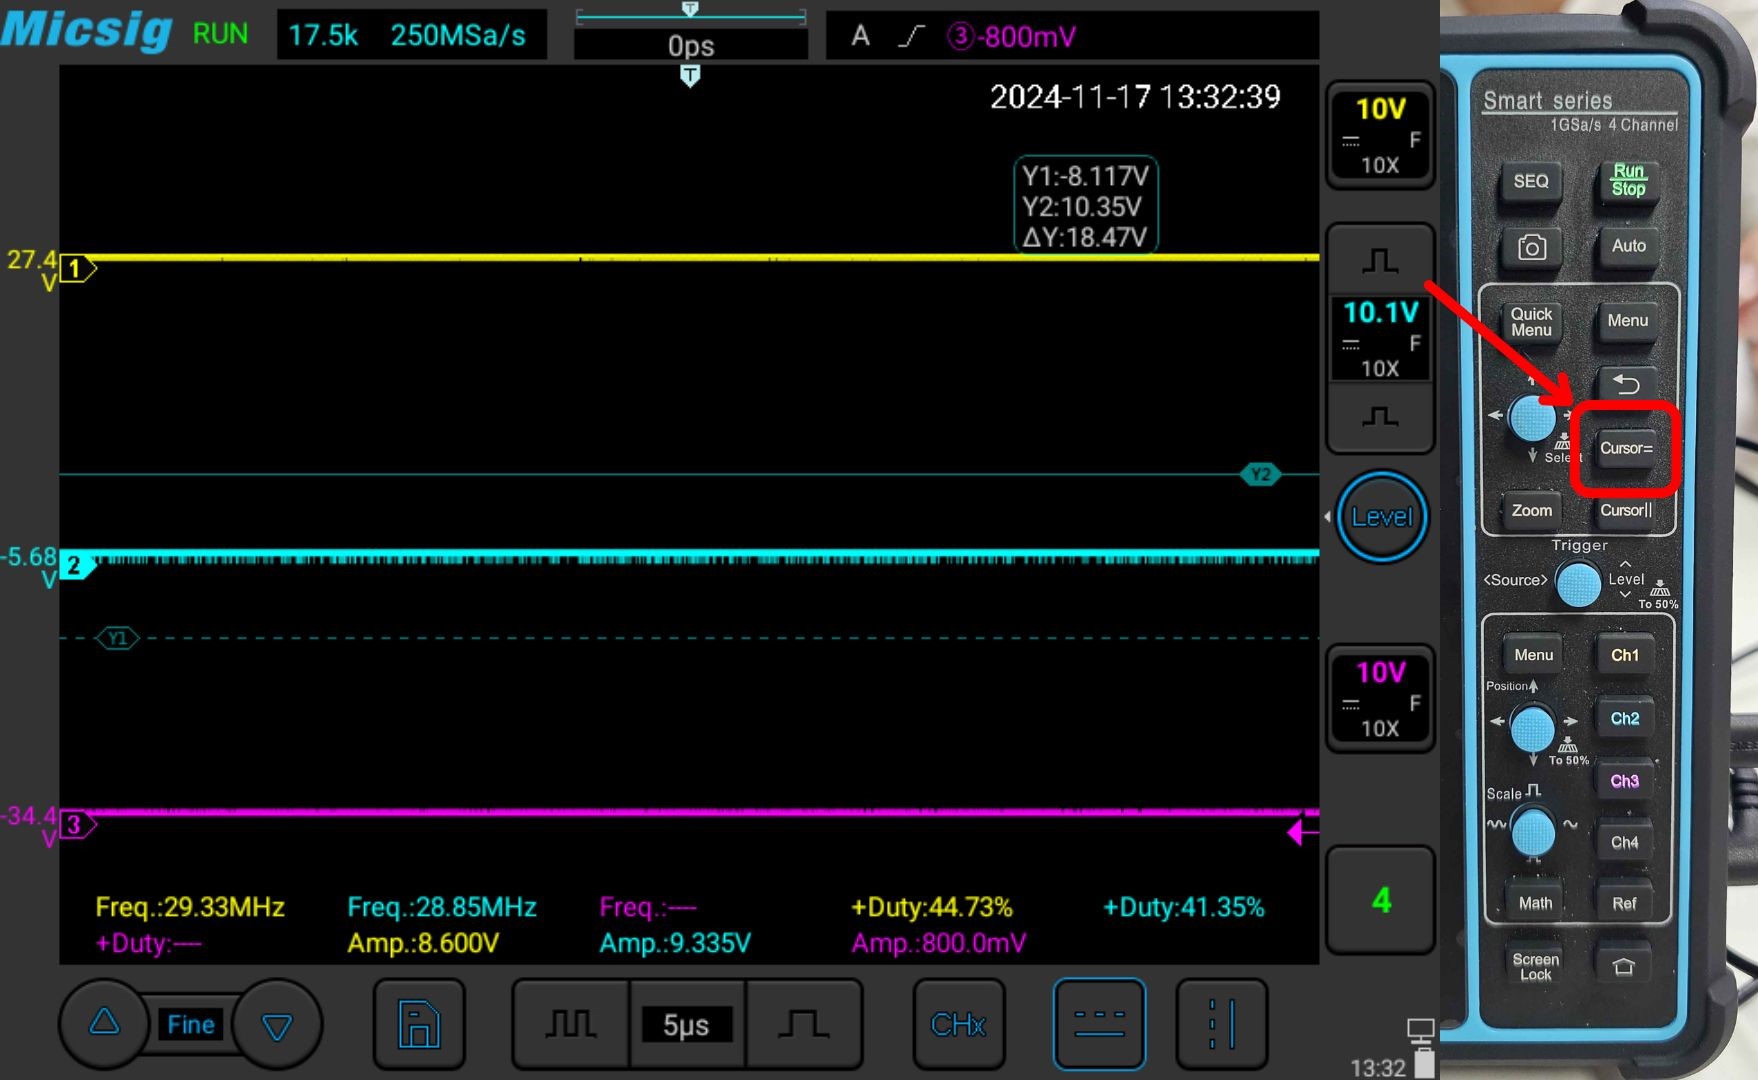 Micsig RUN 17.5k 250MSa/s T 0ps A 3 -800mV
T
2024-11-17 13:32:39
Y1:-8.117V
Y2:10.35V
ΔY:18.47V
27.4 V
1
Y2
-5.68 V
2
Y1
-34.4 V
3
10V
F
10X
10.1V
F
10X
Level
10V
F
10X
4
Freq.:29.33MHz Freq.:28.85MHz Freq.:---- +Duty:44.73% +Duty:41.35%
+Duty:---- Amp.:8.600V Amp.:9.335V Amp.:800.0mV
Fine 5μs CHx
13:32
Smart series
1GSa/s 4 Channel
SEQ Run Stop
Auto
Quick Menu Menu
Select
Cursor=
Zoom Cursor||
Trigger
<Source> Level
To 50%
Menu Ch1
Position
Ch2
To 50%
Ch3
Scale
Ch4
Math Ref
Screen Lock